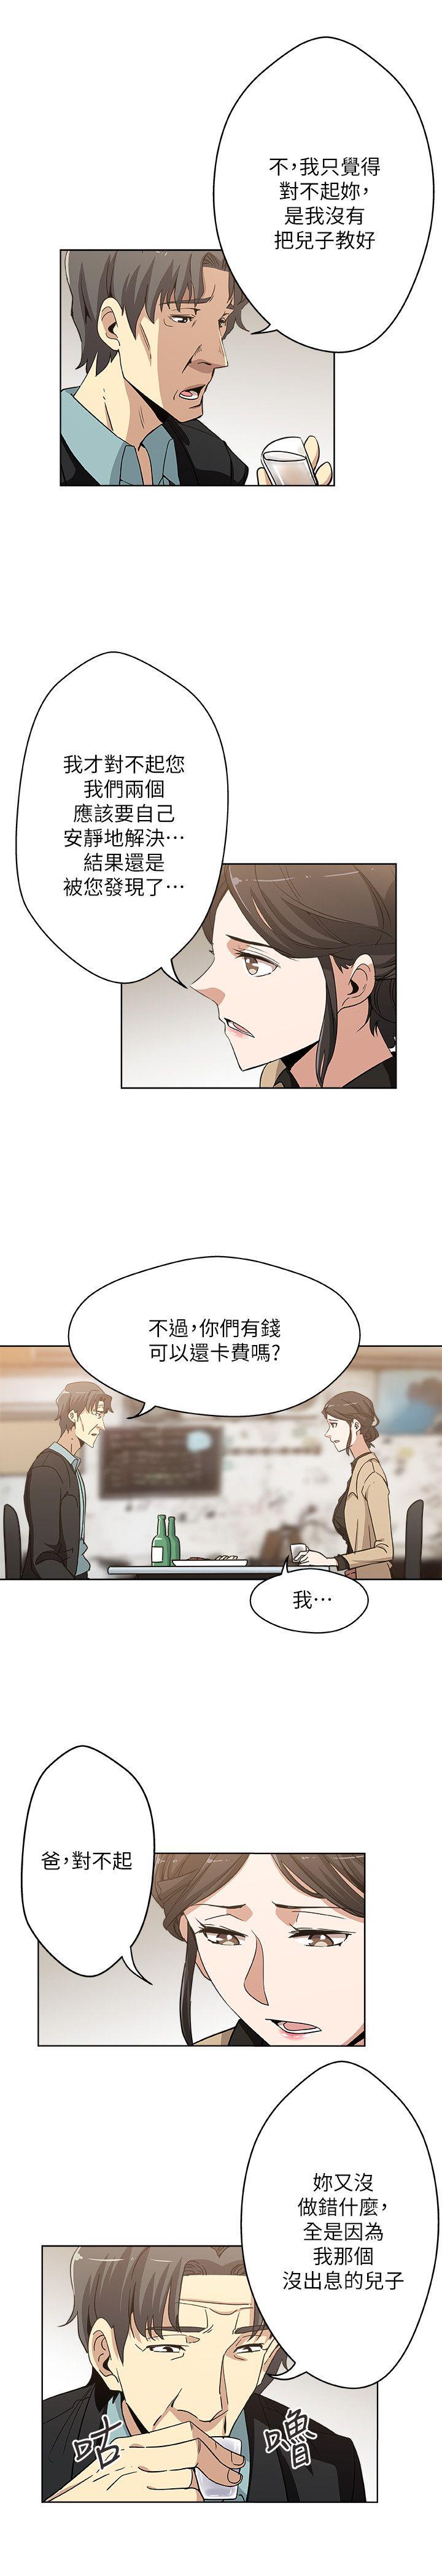 不,我只覺得
對不起妳,
是我沒有
把兒子教好
我才對不起您
我們兩個
應該要自己
安靜地解決…
結果還是
被您發現了…
不過,你們有錢
可以還卡費嗎?
我…
爸,對不起
妳又沒
做錯什麼,
全是因為
我那個
沒出息的兒子
咕
嚕